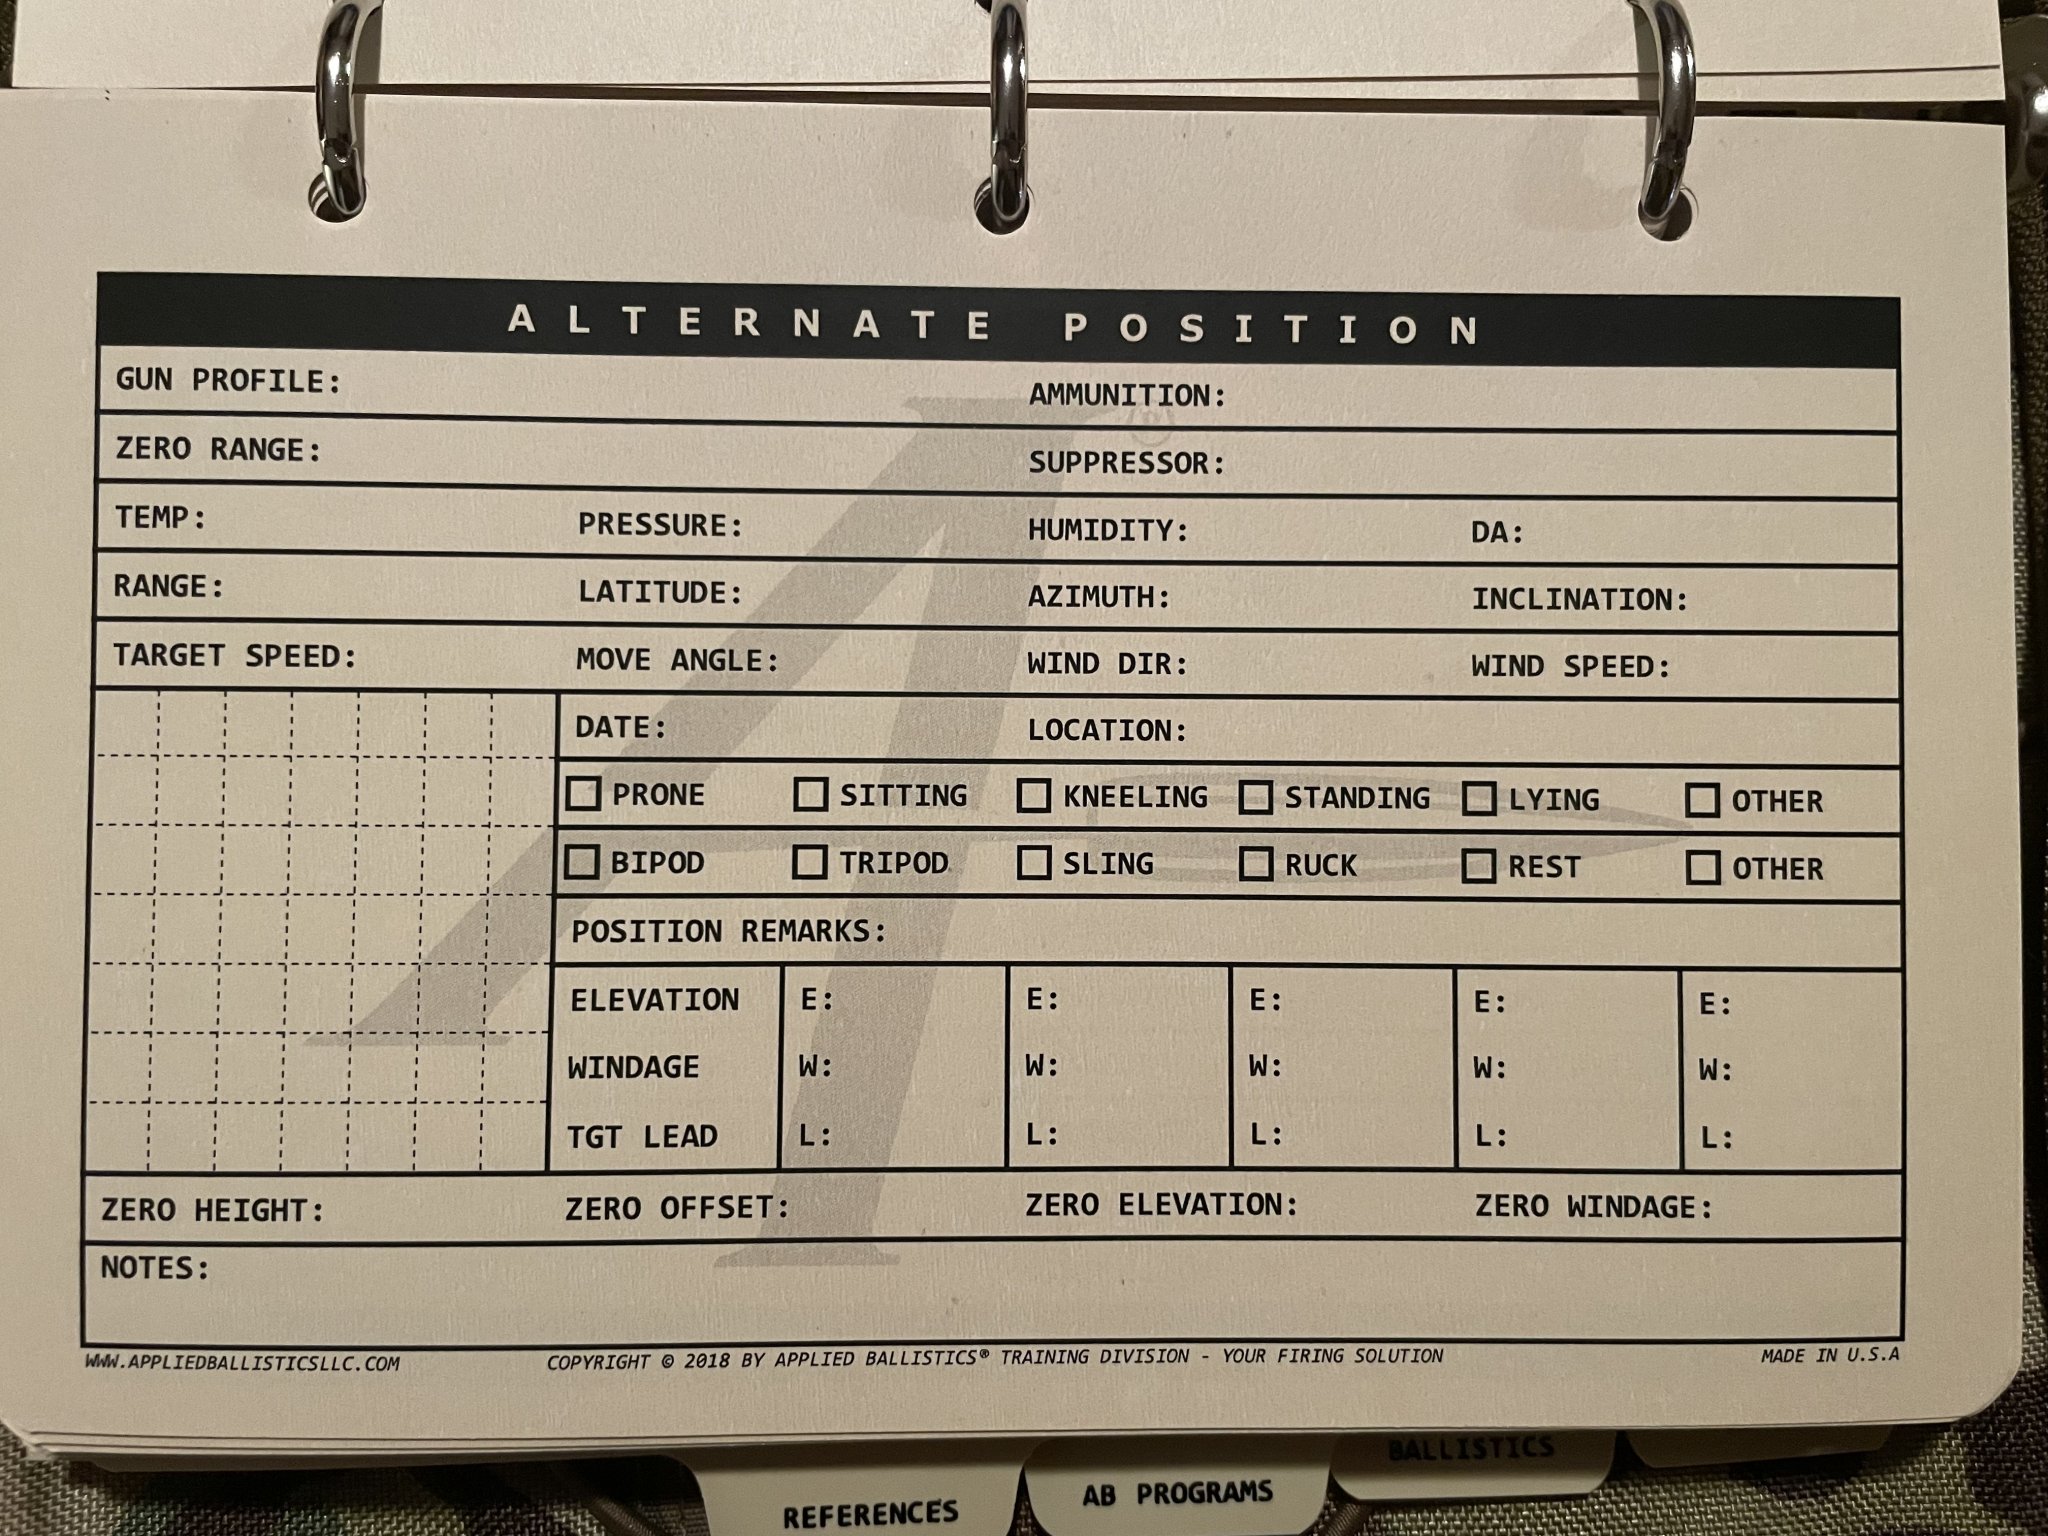 ALTERNATE POSITION
GUN PROFILE: AMMUNITION:
ZERO RANGE: SUPPRESSOR:
TEMP: PRESSURE: HUMIDITY: DA:
RANGE: LATITUDE: AZIMUTH: INCLINATION:
TARGET SPEED: MOVE ANGLE: WIND DIR: WIND SPEED:
DATE: LOCATION:
PRONE SITTING KNEELING STANDING LYING OTHER
BIPOD TRIPOD SLING RUCK REST OTHER
POSITION REMARKS:
ELEVATION E: E: E: E: E:
WINDAGE W: W: W: W: W:
TGT LEAD L: L: L: L: L:
ZERO HEIGHT: ZERO OFFSET: ZERO ELEVATION: ZERO WINDAGE:
NOTES:
WWW.APPLIEDBALLISTICSLLC.COM COPYRIGHT © 2018 BY APPLIED BALLISTICS® TRAINING DIVISION - YOUR FIRING SOLUTION MADE IN U.S.A
REFERENCES AB PROGRAMS BALLISTICS